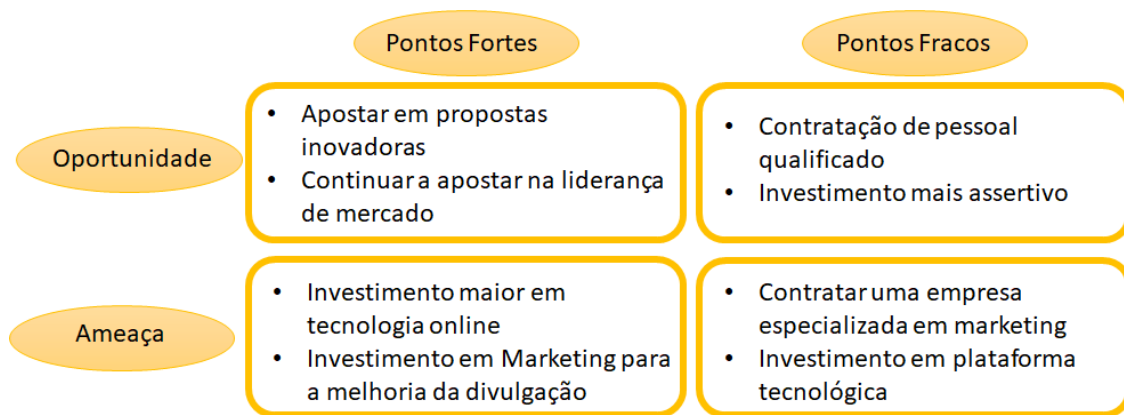 Pontos Fortes
Pontos Fracos
Oportunidade
• Apostar em propostas
inovadoras
• Continuar a apostar na liderança
de mercado
• Contratação de pessoal
qualificado
• Investimento mais assertivo
Ameaça
• Investimento maior em
tecnologia online
• Investimento em Marketing para
a melhoria da divulgação
• Contratar uma empresa
especializada em marketing
• Investimento em plataforma
tecnológica